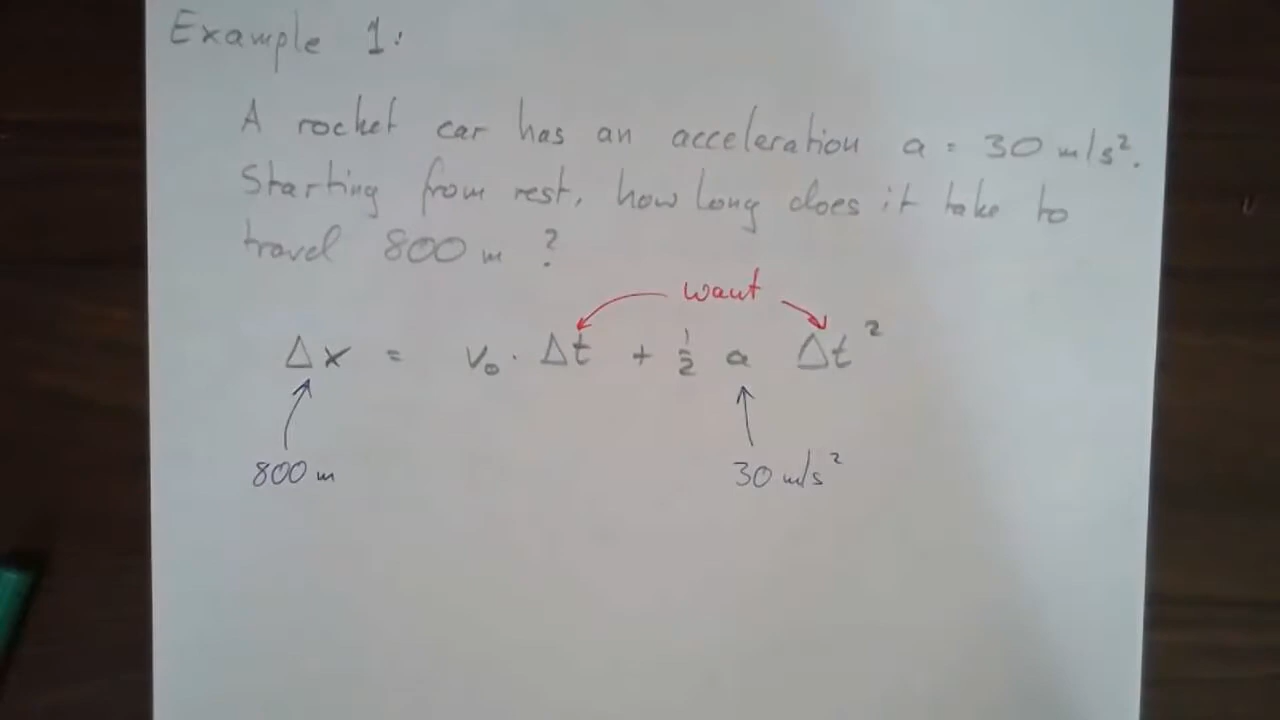 Example 1:
A rocket car has an acceleration a = 30 m/s².
Starting from rest, how long does it take to
travel 800 m ?
want
Δx = v₀ · Δt + ½ a Δt²
800 m
30 m/s²